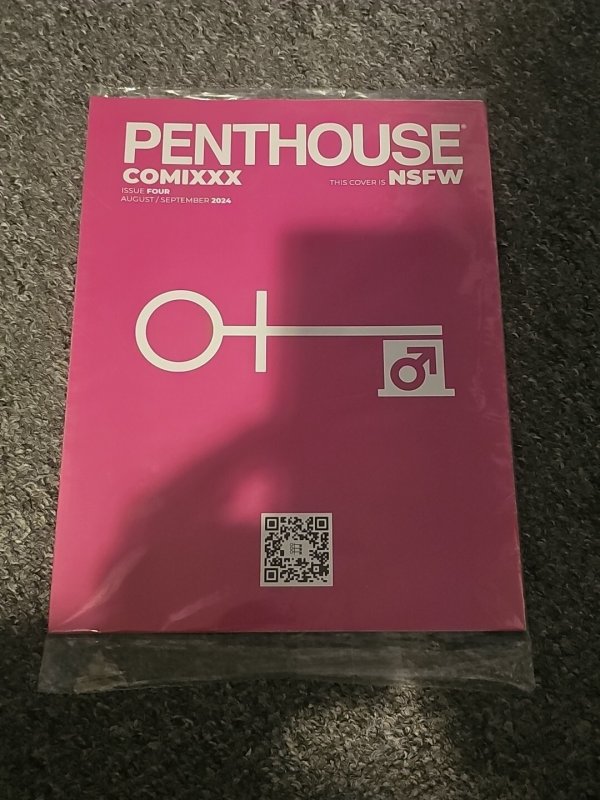 PENTHOUSE®
COMIXXX
THIS COVER IS NSFW
ISSUE FOUR
AUGUST / SEPTEMBER 2024